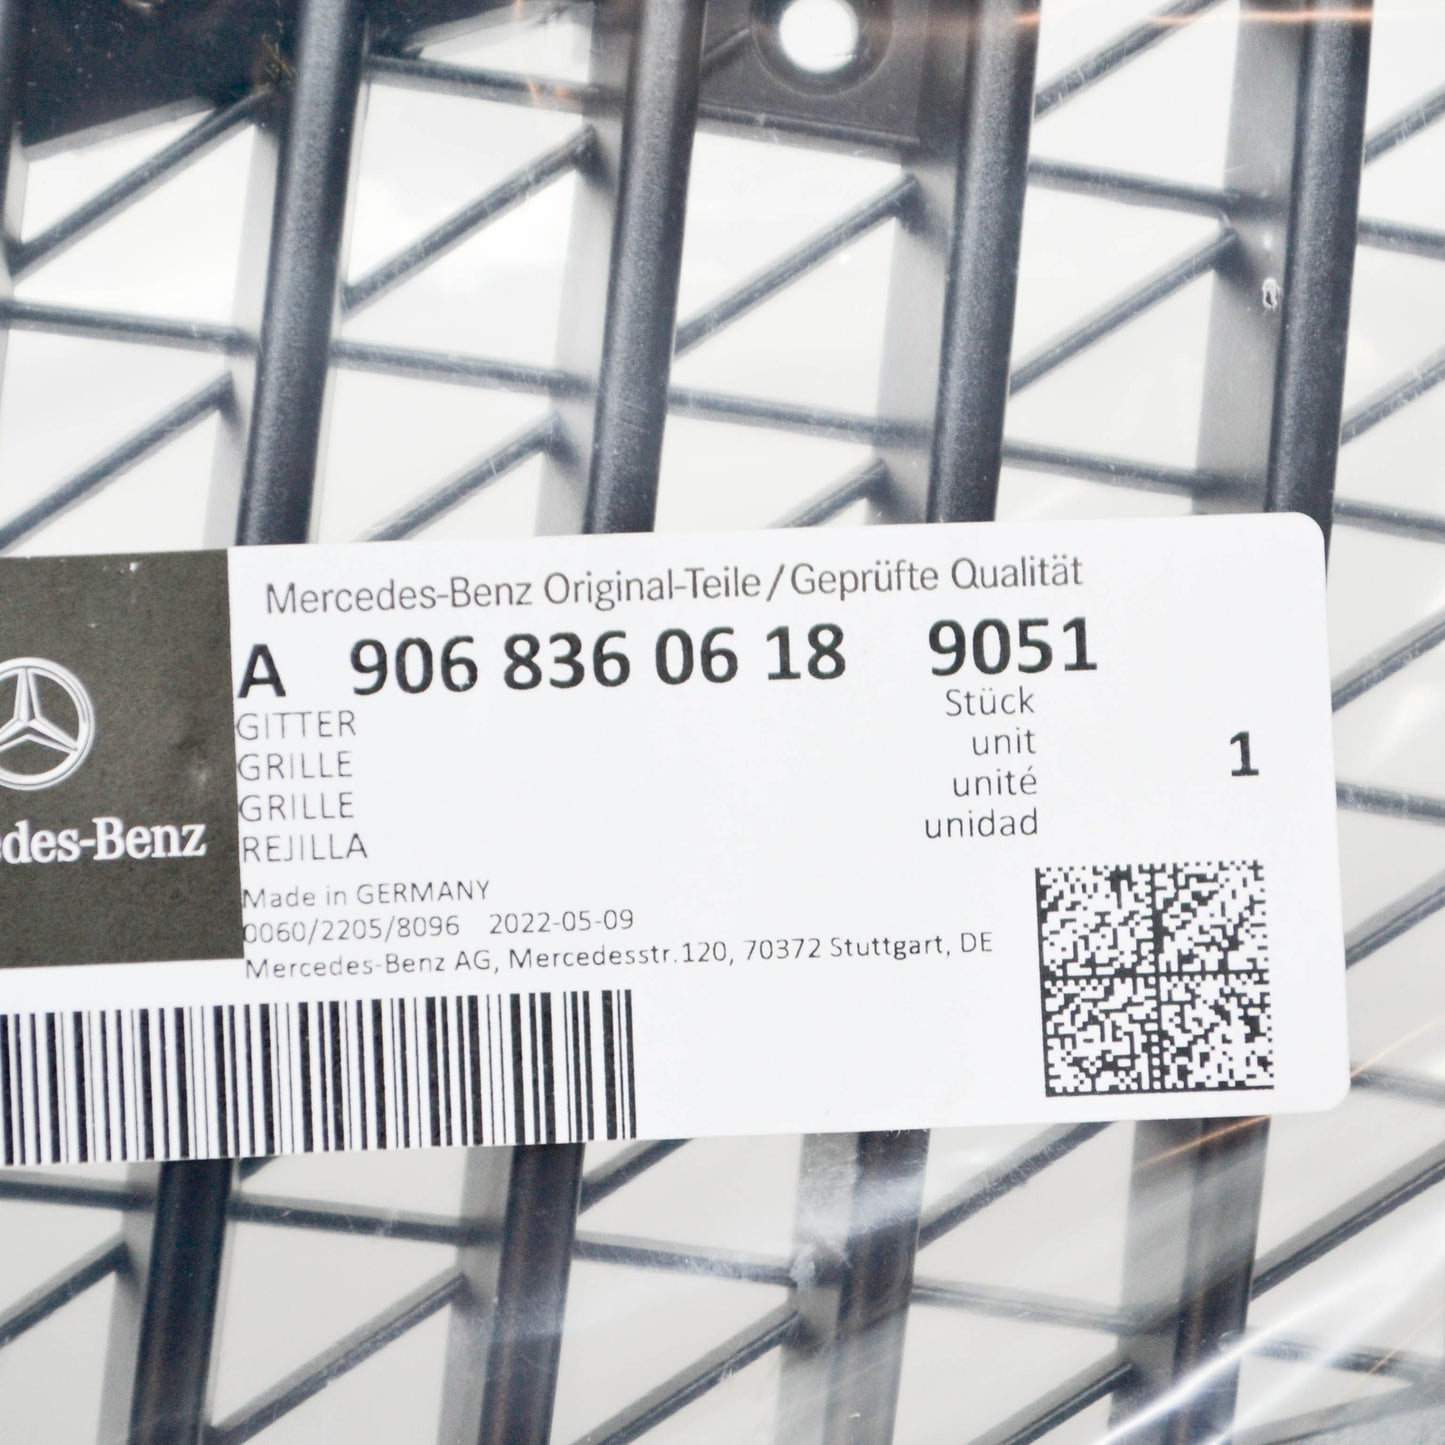 Mercedes-Benz Original-Teile/Geprüfte Qualität
A 906 836 06 18 9051
GITTER
GRILLE
GRILLE
REJILLA
Stück
unit
unité
unidad
1
edes-Benz
Made in GERMANY
0060/2205/8096 2022-05-09
Mercedes-Benz AG, Mercedesstr.120, 70372 Stuttgart, DE